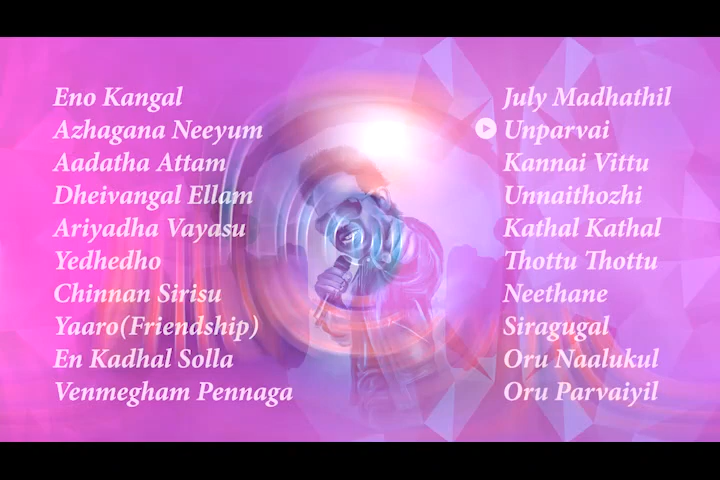 Eno Kangal
Azhagana Neeyum
Aadatha Attam
Dheivangal Ellam
Ariyadha Vayasu
Yedhedho
Chinnan Sirisu
Yaaro(Friendship)
En Kadhal Solla
Venmegham Pennaga
July Madhathil
Unparvai
Kannai Vittu
Unnaithozhi
Kathal Kathal
Thottu Thottu
Neethane
Siragugal
Oru Naalukul
Oru Parvaiyil